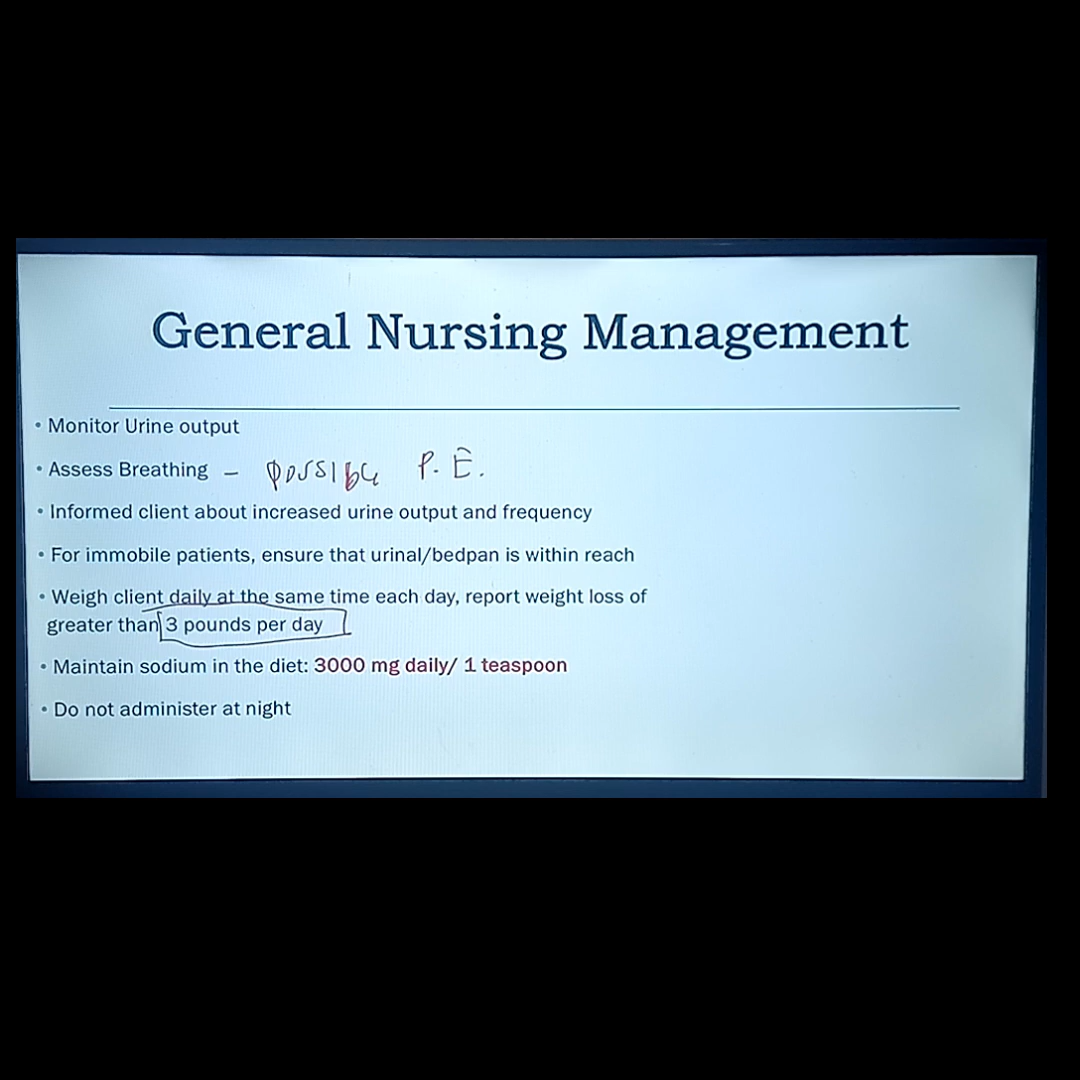 General Nursing Management
• Monitor Urine output
• Assess Breathing – possible P.E.
• Informed client about increased urine output and frequency
• For immobile patients, ensure that urinal/bedpan is within reach
• Weigh client daily at the same time each day, report weight loss of
greater than 3 pounds per day
• Maintain sodium in the diet: 3000 mg daily/ 1 teaspoon
• Do not administer at night